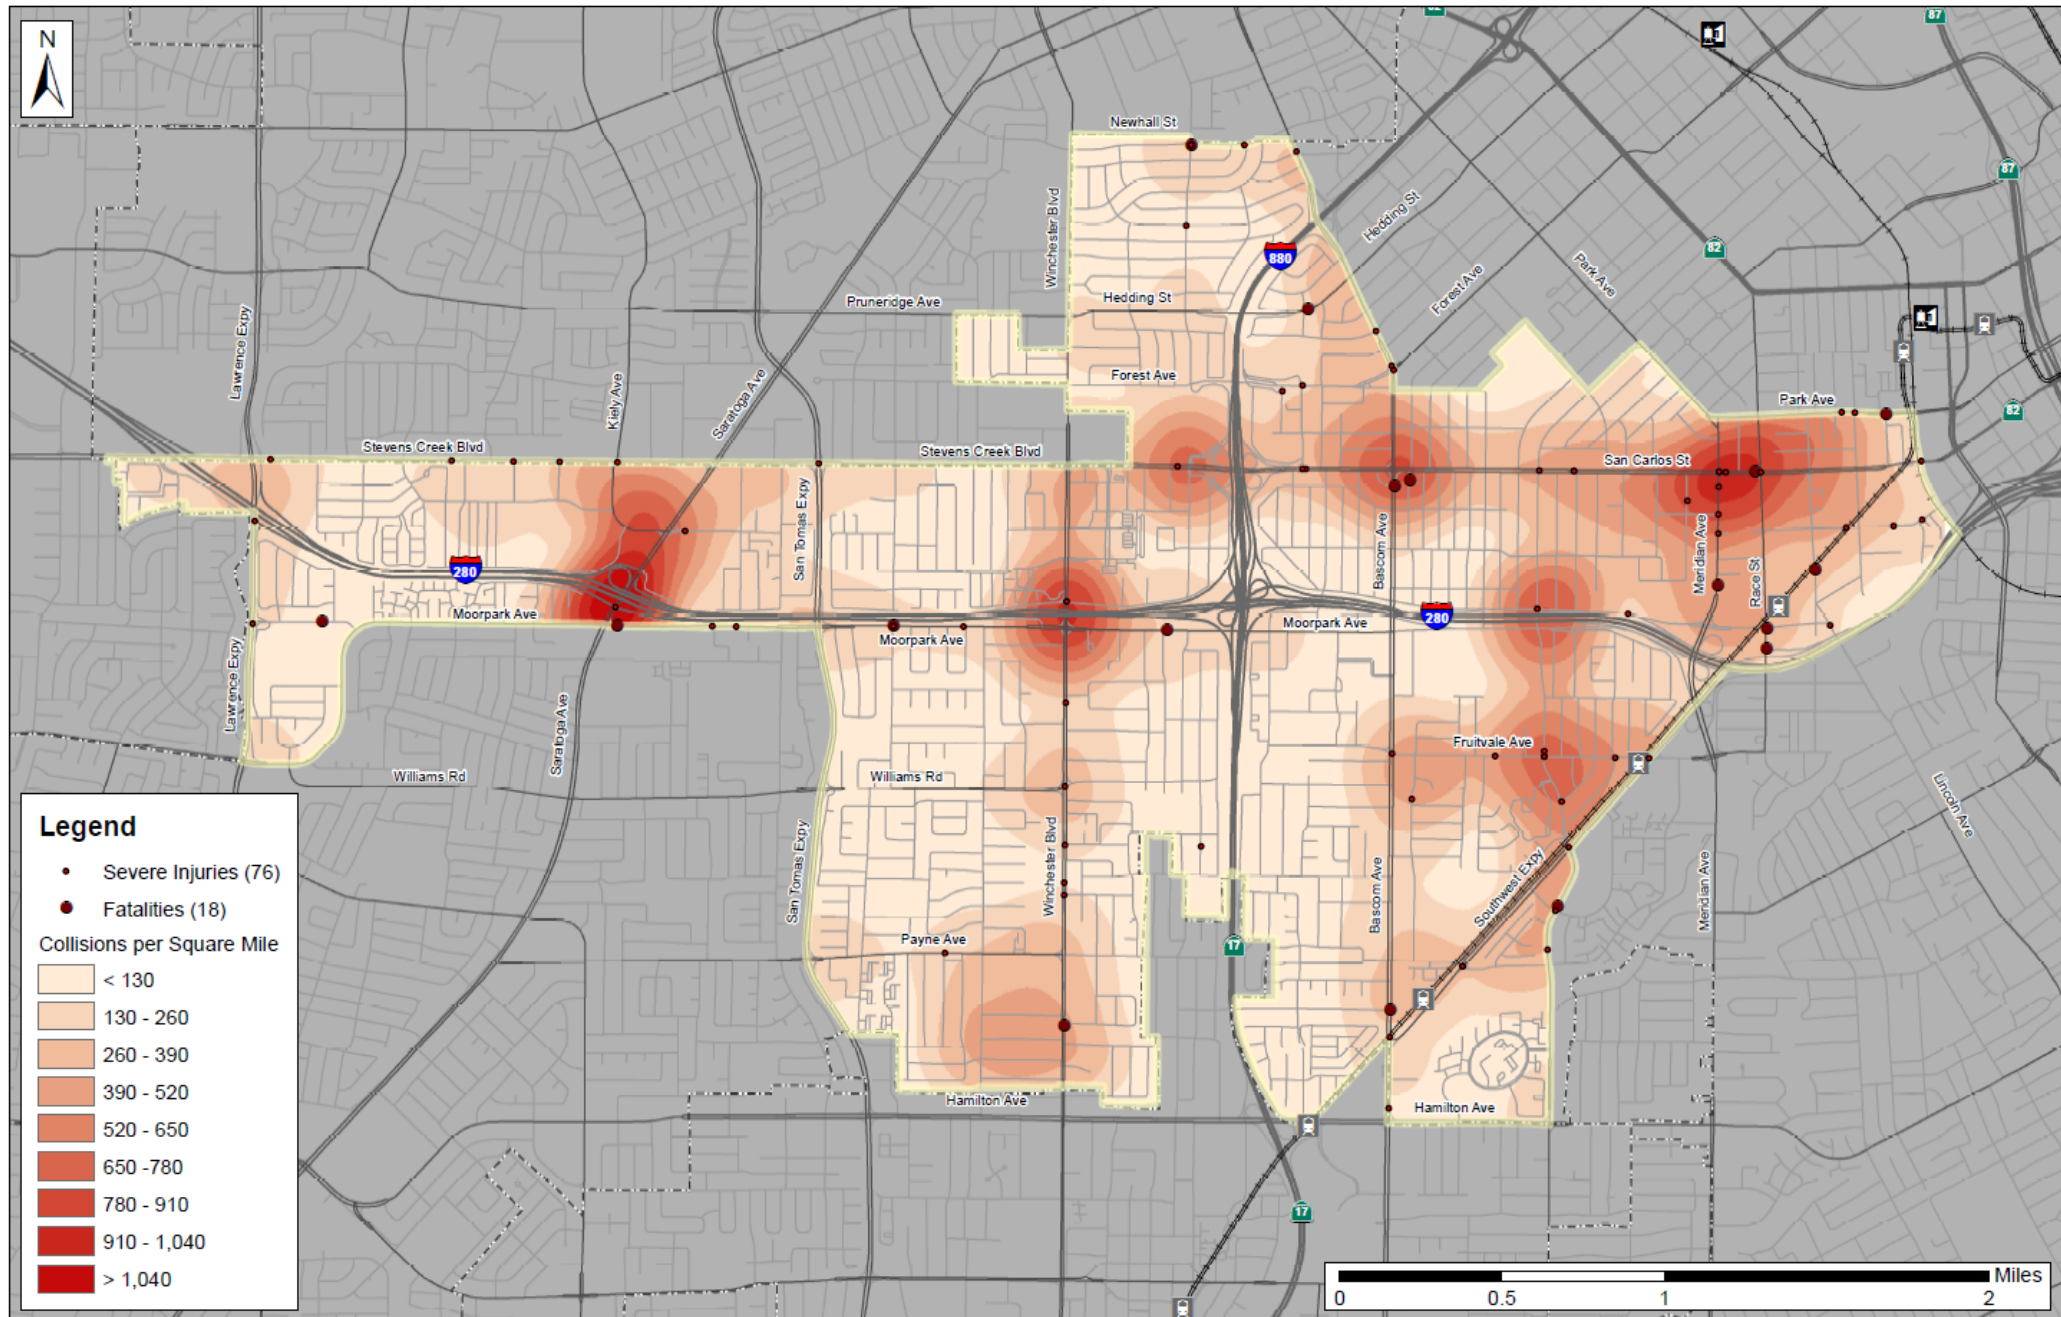 N
82
87
Newhall St
87
Winchester Blvd
Hedding St
880
Park Ave
82
Forest Ave
Pruneridge Ave
Hedding St
Lawrence Expy
Kiely Ave
Saratoga Ave
Forest Ave
Park Ave
82
Stevens Creek Blvd
Stevens Creek Blvd
San Carlos St
San Tomas Expy
Bascom Ave
Meridian Ave
Race St
280
Moorpark Ave
Moorpark Ave
Moorpark Ave
280
Lawrence Expy
Saratoga Ave
Fruitvale Ave
Williams Rd
Williams Rd
Lincoln Ave
San Tomas Expy
Winchester Blvd
Bascom Ave
Southwest Expy
Meridian Ave
Payne Ave
17
Hamilton Ave
Hamilton Ave
17
Legend
Severe Injuries (76)
Fatalities (18)
Collisions per Square Mile
< 130
130 - 260
260 - 390
390 - 520
520 - 650
650 -780
780 - 910
910 - 1,040
> 1,040
Miles
0 0.5 1 2